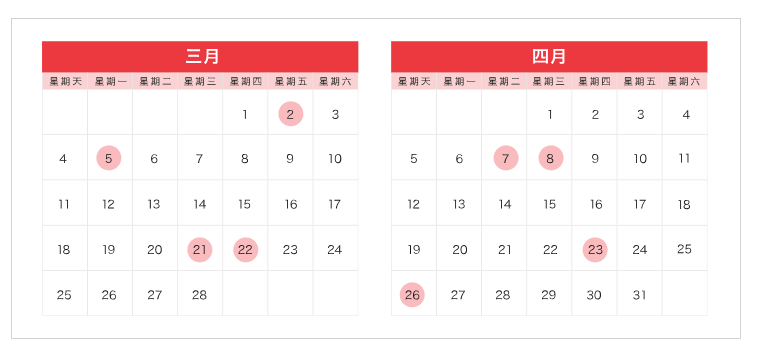 三月
星期天 星期一 星期二 星期三 星期四 星期五 星期六
1 2 3
4 5 6 7 8 9 10
11 12 13 14 15 16 17
18 19 20 21 22 23 24
25 26 27 28
四月
星期天 星期一 星期二 星期三 星期四 星期五 星期六
1 2 3 4
5 6 7 8 9 10 11
12 13 14 15 16 17 18
19 20 21 22 23 24 25
26 27 28 29 30 31